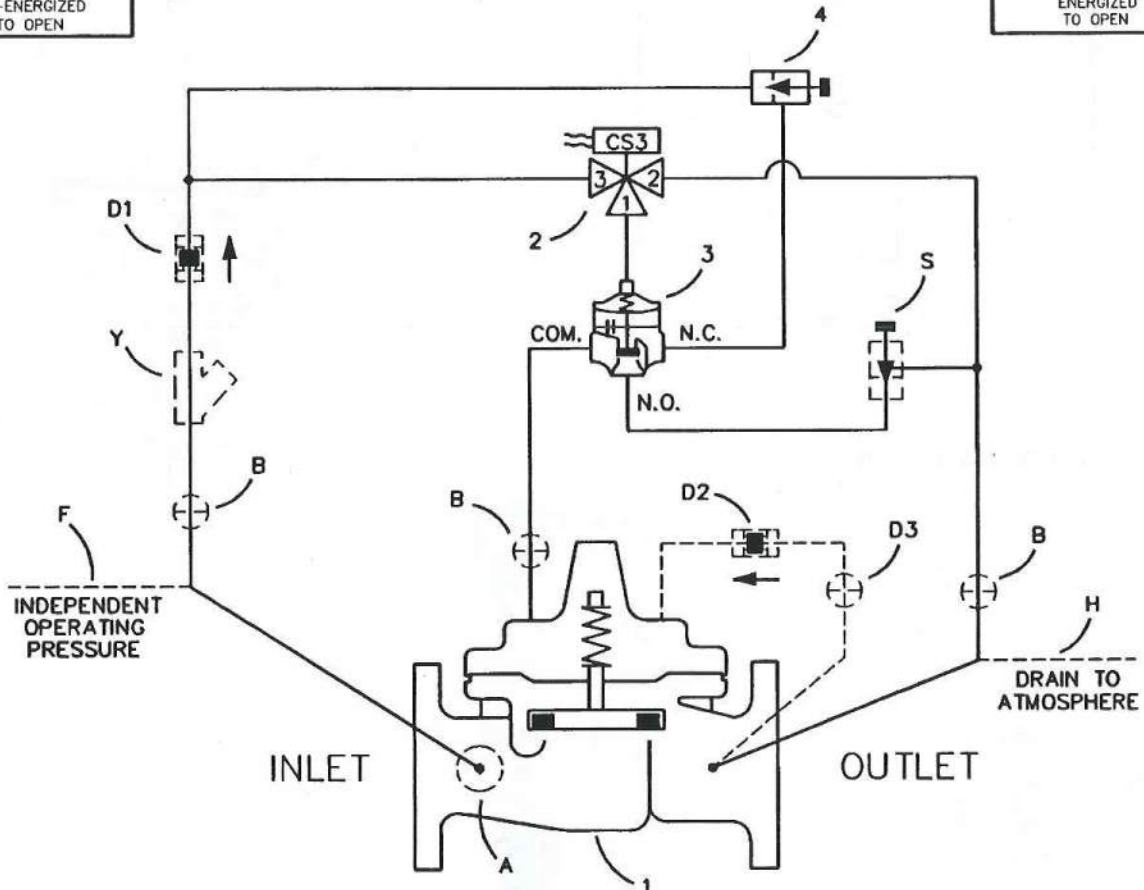 -ENERGIZED
TO OPEN
ENERGIZED
TO OPEN
4
CS3
3 2
1
2
D1
3
S
COM.
N.C.
Y
N.O.
B
D2
F
B
D3
B
INDEPENDENT
OPERATING
PRESSURE
H
DRAIN TO
ATMOSPHERE
INLET
OUTLET
A
1